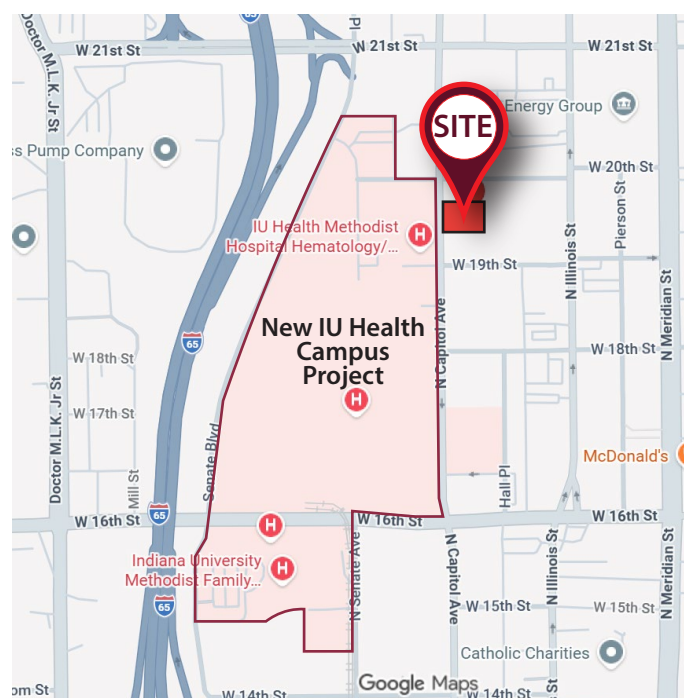 W 21st St
W 21st St
W 21st St
Pl
65
Doctor M.L.K. Jr St
SITE
Energy Group
ss Pump Company
W 20th St
Pierson St
IU Health Methodist
Hospital Hematology/...
H
W 19th St
N Illinois St
N Meridian St
N Capitol Ave
New IU Health
Campus
Project
65
W 18th St
W 18th St
H
W 17th St
Doctor M.L.K. Jr St
Mill St
Senate Blvd
Hall Pl
McDonald's
65
W 16th St
H
W 16th St
W 16th St
Indiana University
Methodist Family...
H
N Senate Ave
N Capitol Ave
N Illinois St
N Meridian St
65
W 15th St
W 15th St
Catholic Charities
om St
W 14th St
Google Maps
W 14th St